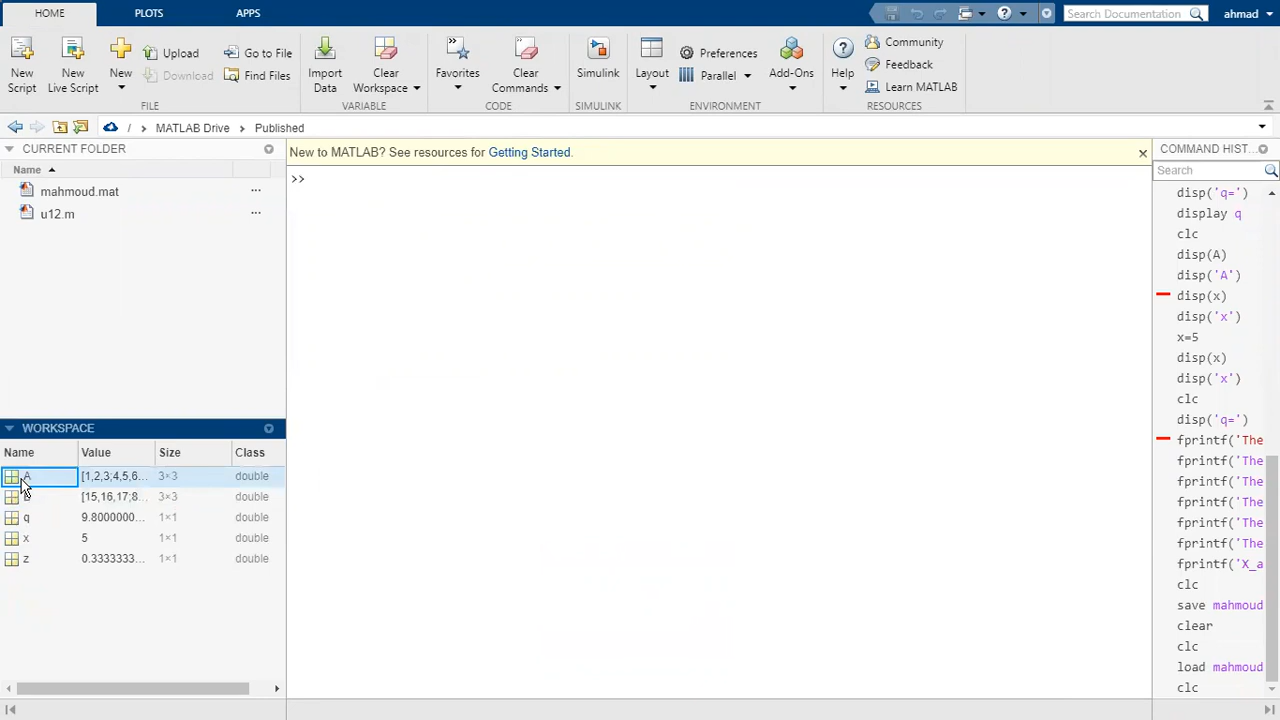 HOME
PLOTS
APPS
Search Documentation
ahmad
New Script
New Live Script
New
Upload
Download
Go to File
Find Files
FILE
Import Data
Clear Workspace
VARIABLE
Favorites
Clear Commands
CODE
Simulink
SIMULINK
Layout
Preferences
Parallel
Add-Ons
ENVIRONMENT
Help
Community
Feedback
Learn MATLAB
RESOURCES
/ MATLAB Drive Published
CURRENT FOLDER
Name
mahmoud.mat
u12.m
WORKSPACE
Name Value Size Class
A [1,2,3;4,5,6... 3×3 double
[15,16,17;8... 3×3 double
q 9.8000000... 1×1 double
x 5 1×1 double
z 0.3333333... 1×1 double
New to MATLAB? See resources for Getting Started.
>>
COMMAND HIST...
Search
disp('q=')
display q
clc
disp(A)
disp('A')
disp(x)
disp('x')
x=5
disp(x)
disp('x')
clc
disp('q=')
fprintf('The
fprintf('The
fprintf('The
fprintf('The
fprintf('The
fprintf('The
fprintf('X_a
clc
save mahmoud
clear
clc
load mahmoud
clc